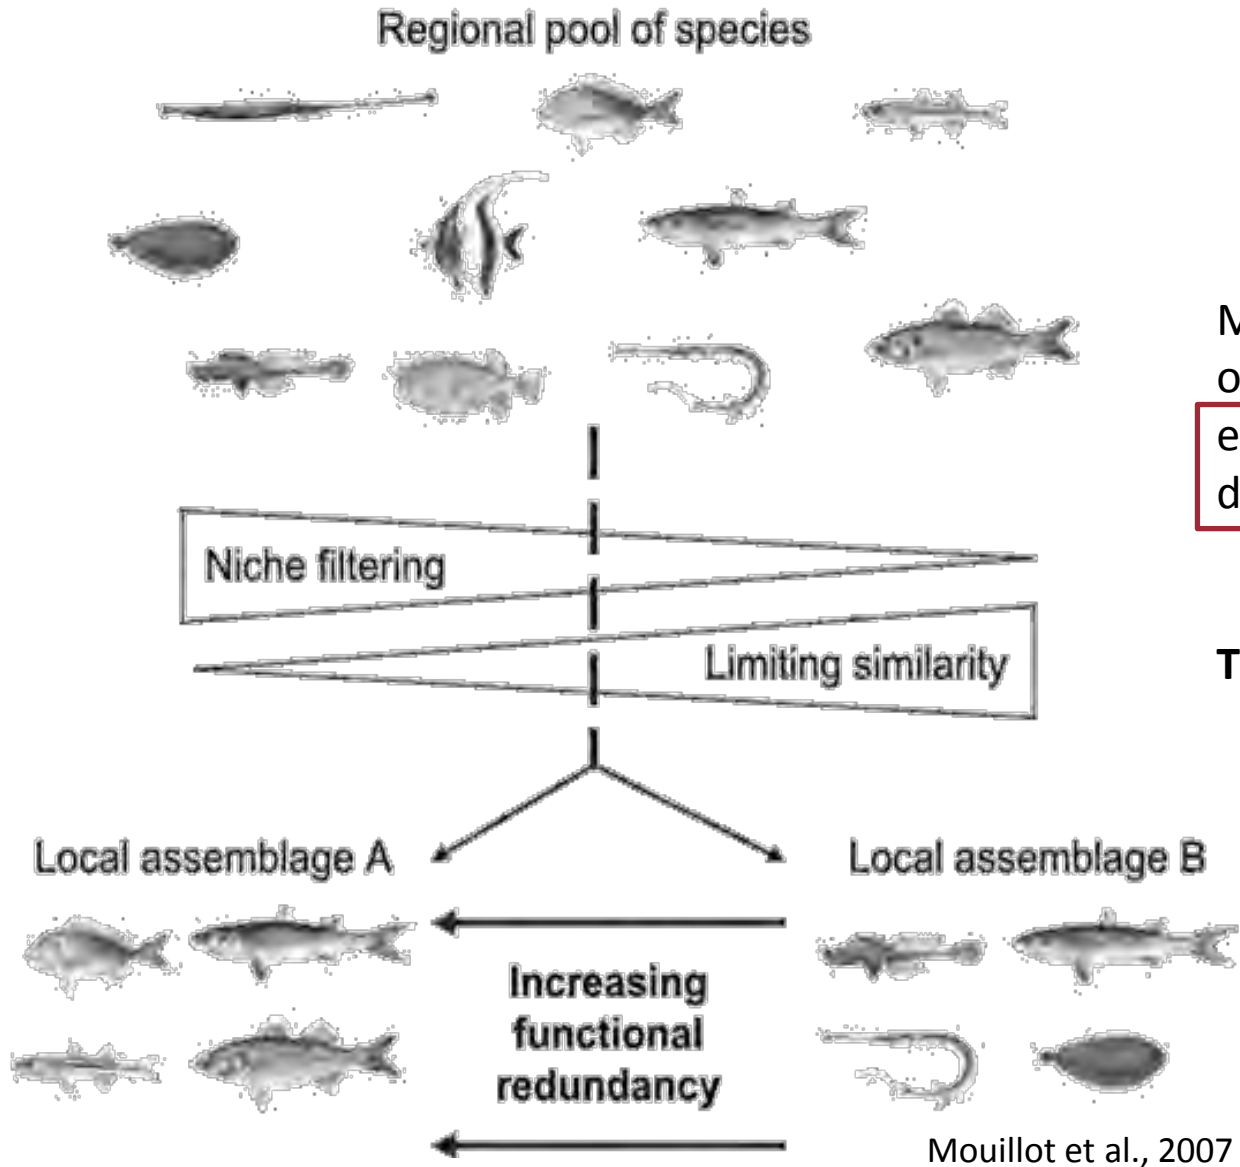 Regional pool of species
Niche filtering
Limiting similarity
Local assemblage A
Local assemblage B
Increasing
functional
redundancy
Mouillot et al., 2007